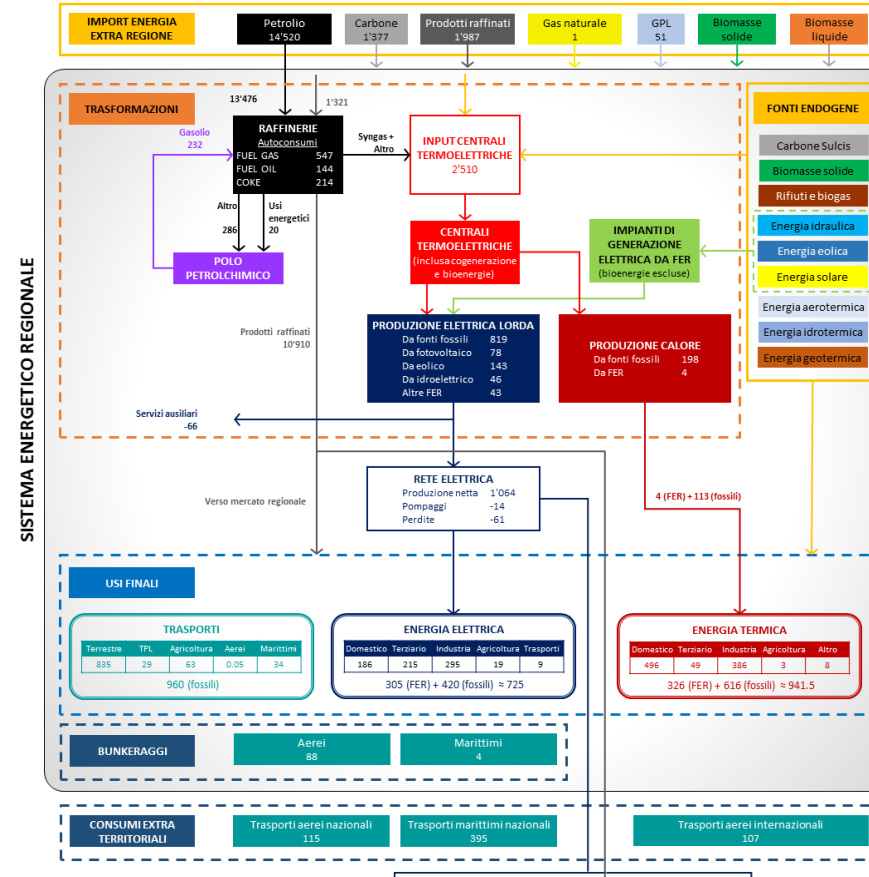 IMPORT ENERGIA
EXTRA REGIONE
Petrolio
14'520
Carbone
1'377
Prodotti raffinati
1'987
Gas naturale
1
GPL
51
Biomasse
solide
Biomasse
liquide
SISTEMA ENERGETICO REGIONALE
TRASFORMAZIONI
13'476
1'321
FONTI ENDOGENE
Carbone Sulcis
Biomasse solide
Rifiuti e biogas
Energia idraulica
Energia eolica
Energia solare
Energia aerotermica
Energia idrotermica
Energia geotermica
Gasolio
232
RAFFINERIE
Autoconsumi
FUEL GAS 547
FUEL OIL 144
COKE 214
Syngas +
Altro
INPUT CENTRALI
TERMOELETTRICHE
2'510
Altro
286
Usi
energetici
20
POLO
PETROLCHIMICO
CENTRALI
TERMOELETTRICHE
(inclusa cogenerazione
e bioenergie)
IMPIANTI DI
GENERAZIONE
ELETTRICA DA FER
(bioenergie escluse)
Prodotti raffinati
10'910
PRODUZIONE ELETTRICA LORDA
Da fonti fossili 819
Da fotovoltaico 78
Da eolico 143
Da idroelettrico 46
Altre FER 43
PRODUZIONE CALORE
Da fonti fossili 198
Da FER 4
Servizi ausiliari
-66
RETE ELETTRICA
Produzione netta 1'064
Pompaggi -14
Perdite -61
Verso mercato regionale
4 (FER) + 113 (fossili)
USI FINALI
TRASPORTI
Terrestre TPL Agricoltura Aerei Marittimi
835 29 63 0.05 34
960 (fossili)
ENERGIA ELETTRICA
Domestico Terziario Industria Agricoltura Trasporti
186 215 295 19 9
305 (FER) + 420 (fossili) ≈ 725
ENERGIA TERMICA
Domestico Terziario Industria Agricoltura Altro
496 49 386 3 8
326 (FER) + 616 (fossili) ≈ 941.5
BUNKERAGGI
Aerei
88
Marittimi
4
CONSUMI EXTRA
TERRITORIALI
Trasporti aerei nazionali
115
Trasporti marittimi nazionali
395
Trasporti aerei internazionali
107